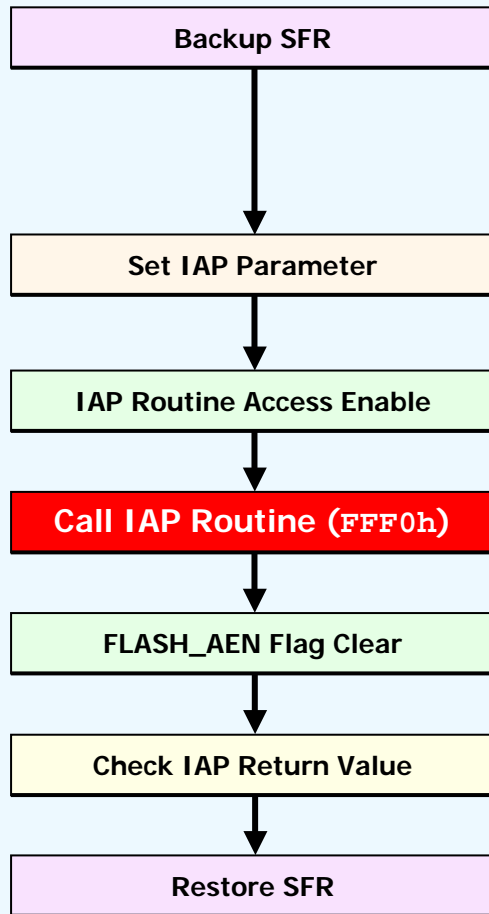 Backup SFR
Set IAP Parameter
IAP Routine Access Enable
Call IAP Routine (FFF0h)
FLASH_AEN Flag Clear
Check IAP Return Value
Restore SFR